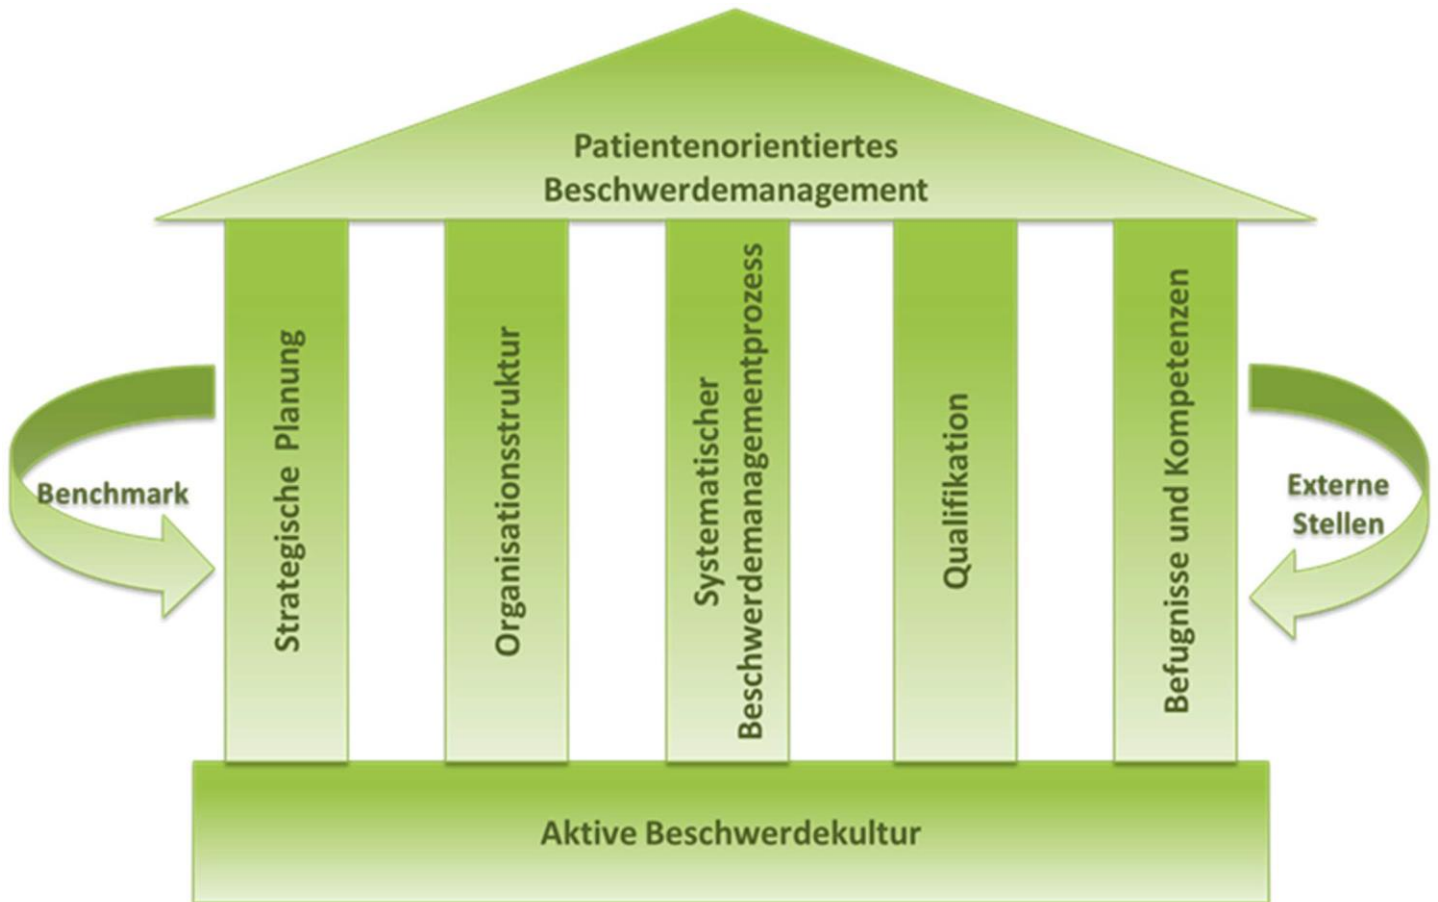 Patientenorientiertes
Beschwerdemanagement
Strategische Planung
Organisationsstruktur
Systematischer
Beschwerdemanagementprozess
Qualifikation
Befugnisse und Kompetenzen
Benchmark
Externe
Stellen
Aktive Beschwerdekultur